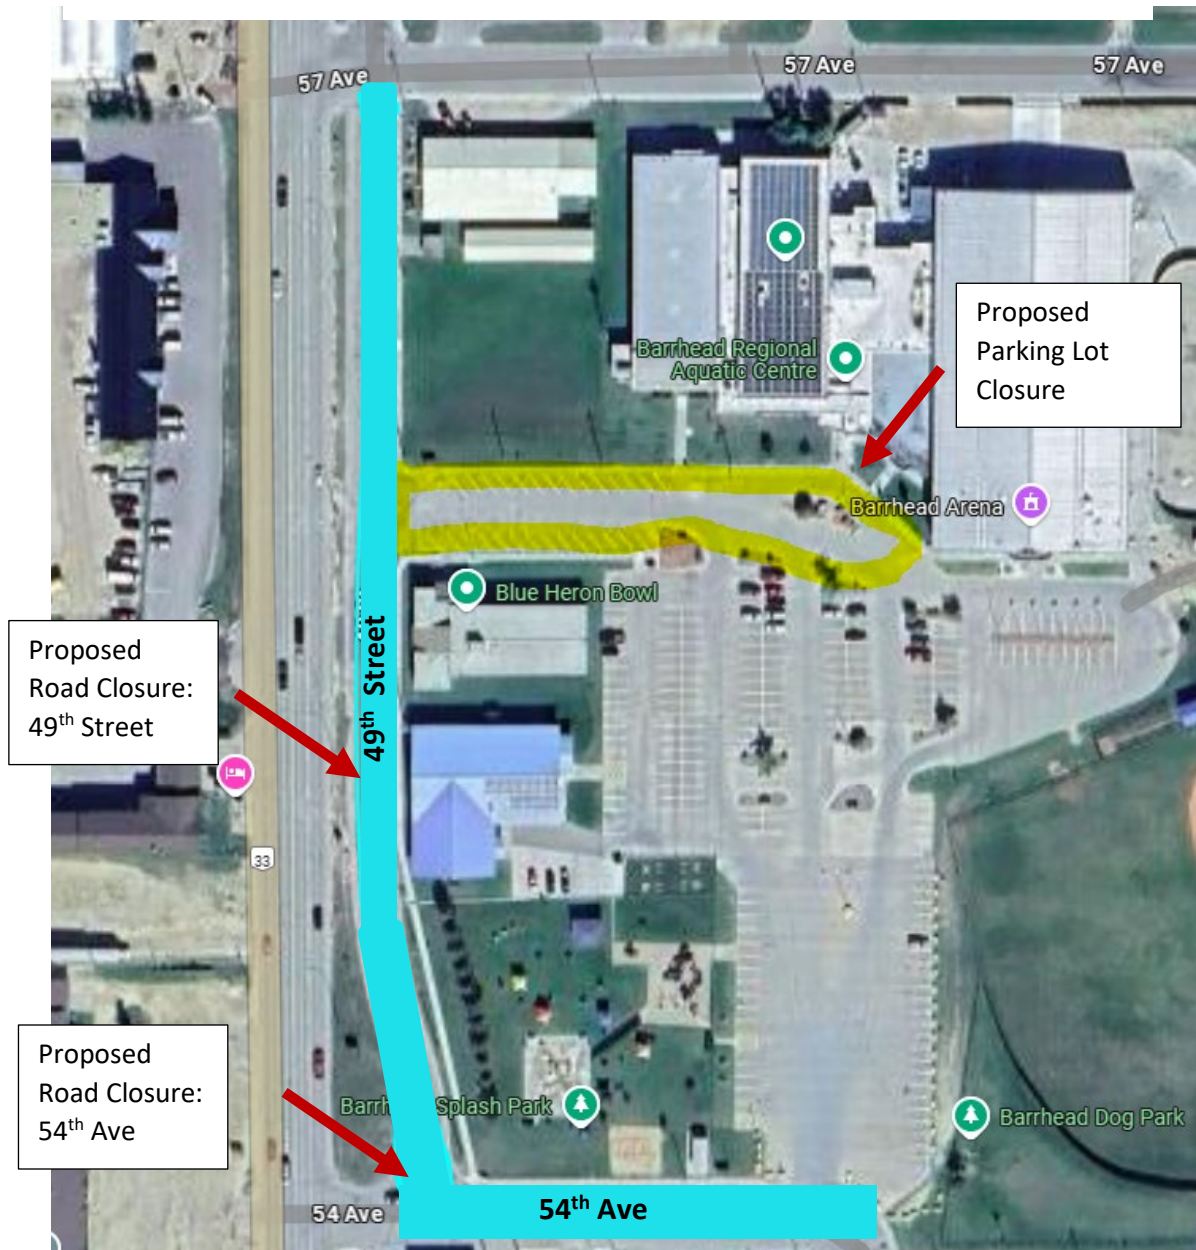 57 Ave
57 Ave
57 Ave
Proposed
Parking Lot
Closure
Barrhead Regional
Aquatic Centre
Barrhead Arena
Blue Heron Bowl
Proposed
Road Closure:
49th Street
49th Street
33
Proposed
Road Closure:
54th Ave
Splash Park
Barrhead Dog Park
54 Ave
54th Ave